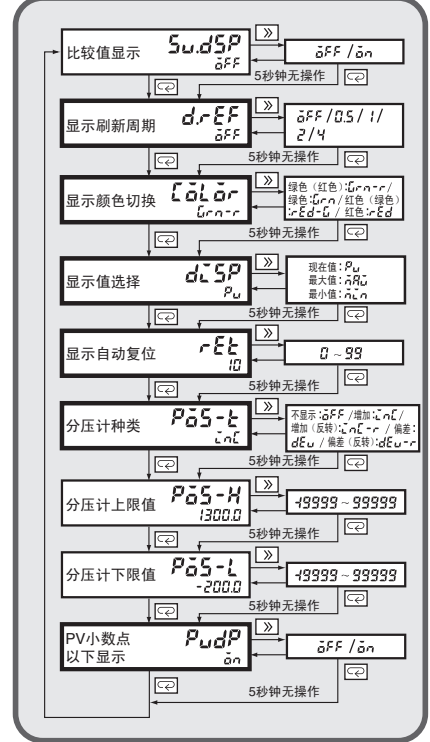 比较值显示 Sv.dSP
oFF
»
oFF / on
5秒钟无操作
显示刷新周期 d.rEF
oFF
»
oFF / 0.5 / 1 /
2 / 4
5秒钟无操作
显示颜色切换 CoLor
Grn-r
»
绿色（红色）:Grn-r /
绿色:Grn / 红色（绿色）
:rEd-G / 红色:rEd
5秒钟无操作
显示值选择 diSP
Pv
»
现在值：Pv
最大值：mAX
最小值：min
5秒钟无操作
显示自动复位 rEt
10
»
0 ~ 99
5秒钟无操作
分压计种类 PoS-t
inC
»
不显示:oFF / 增加:inC /
增加（反转）:inC-r / 偏差:
dEv / 偏差（反转）:dEv-r
5秒钟无操作
分压计上限值 PoS-H
1300.0
»
-19999 ~ 99999
5秒钟无操作
分压计下限值 PoS-L
-200.0
»
-19999 ~ 99999
5秒钟无操作
PV小数点
以下显示 PvdP
on
»
oFF / on
5秒钟无操作